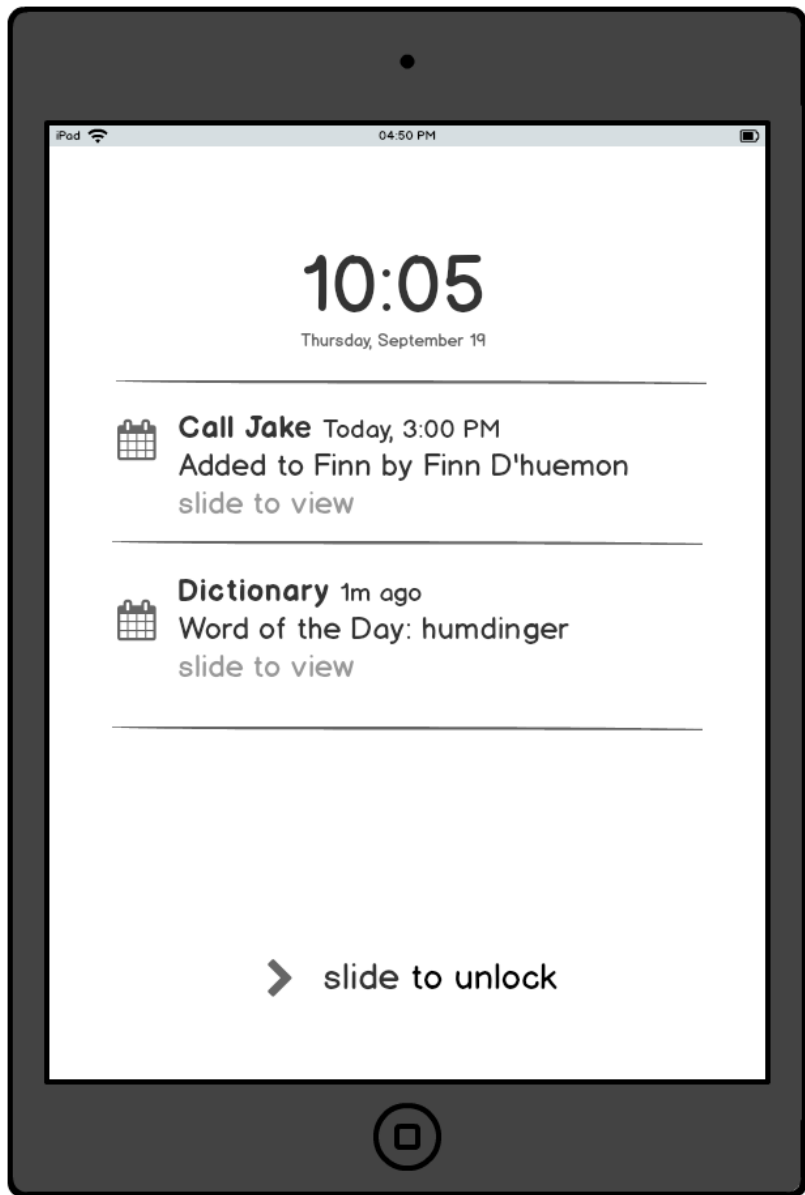 iPad 04:50 PM
10:05
Thursday, September 19
Call Jake Today, 3:00 PM
Added to Finn by Finn D'huemon
slide to view
Dictionary 1m ago
Word of the Day: humdinger
slide to view
slide to unlock